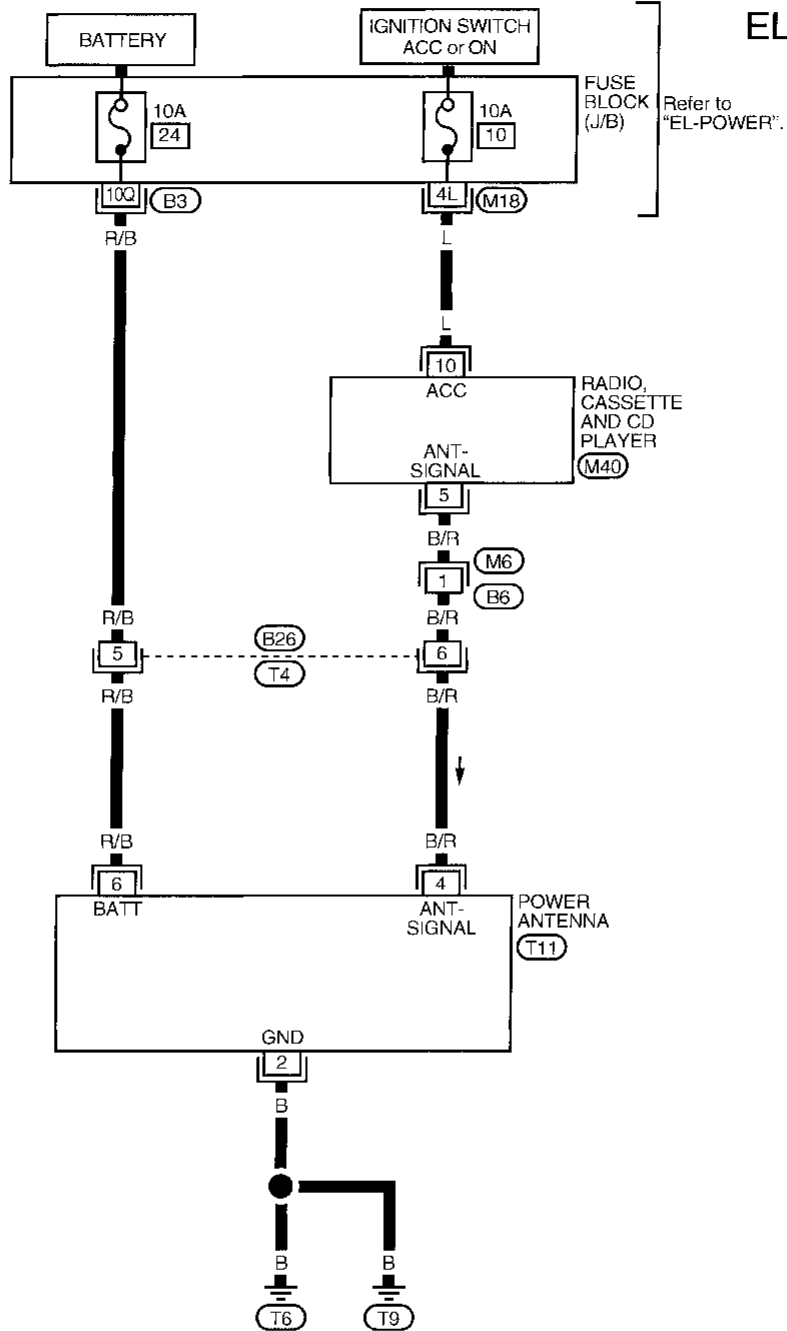 EL
BATTERY
IGNITION SWITCH
ACC or ON
10A
24
10A
10
FUSE
BLOCK
(J/B)
Refer to
“EL-POWER”.
10Q
B3
4L
M18
R/B
L
L
10
ACC
ANT-
SIGNAL
RADIO,
CASSETTE
AND CD
PLAYER
M40
5
B/R
M6
1
B6
R/B
B/R
5
B26
T4
6
R/B
B/R
R/B
B/R
6
4
BATT
ANT-
SIGNAL
POWER
ANTENNA
T11
GND
2
B
B
B
T6
T9